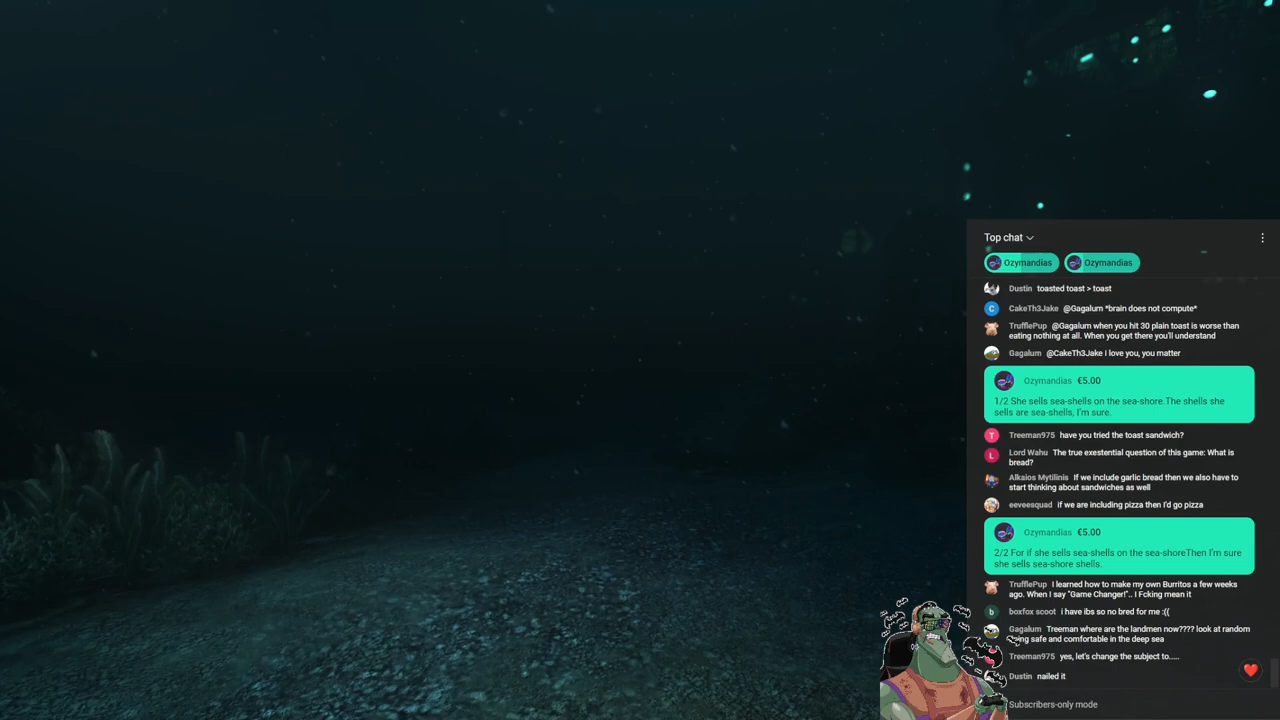 Top chat
Ozymandias
Ozymandias
Dustin toasted toast > toast
CakeTh3Jake @Gagalum *brain does not compute*
TrufflePup @Gagalum when you hit 30 plain toast is worse than
eating nothing at all. When you get there you'll understand
Gagalum @CakeTh3Jake I love you, you matter
Ozymandias €5.00
1/2 She sells sea-shells on the sea-shore.The shells she
sells are sea-shells, I'm sure.
Treeman975 have you tried the toast sandwich?
Lord Wahu The true exestential question of this game: What is
bread?
Alkaios Mytilinis If we include garlic bread then we also have to
start thinking about sandwiches as well
eeveesquad if we are including pizza then I'd go pizza
Ozymandias €5.00
2/2 For if she sells sea-shells on the sea-shoreThen I'm sure
she sells sea-shore shells.
TrufflePup I learned how to make my own Burritos a few weeks
ago. When I say "Game Changer!".. I Fcking mean it
boxfox scoot i have ibs so no bred for me :((
Gagalum Treeman where are the landmen now???? look at random
being safe and comfortable in the deep sea
Treeman975 yes, let's change the subject to.....
Dustin nailed it
Subscribers-only mode